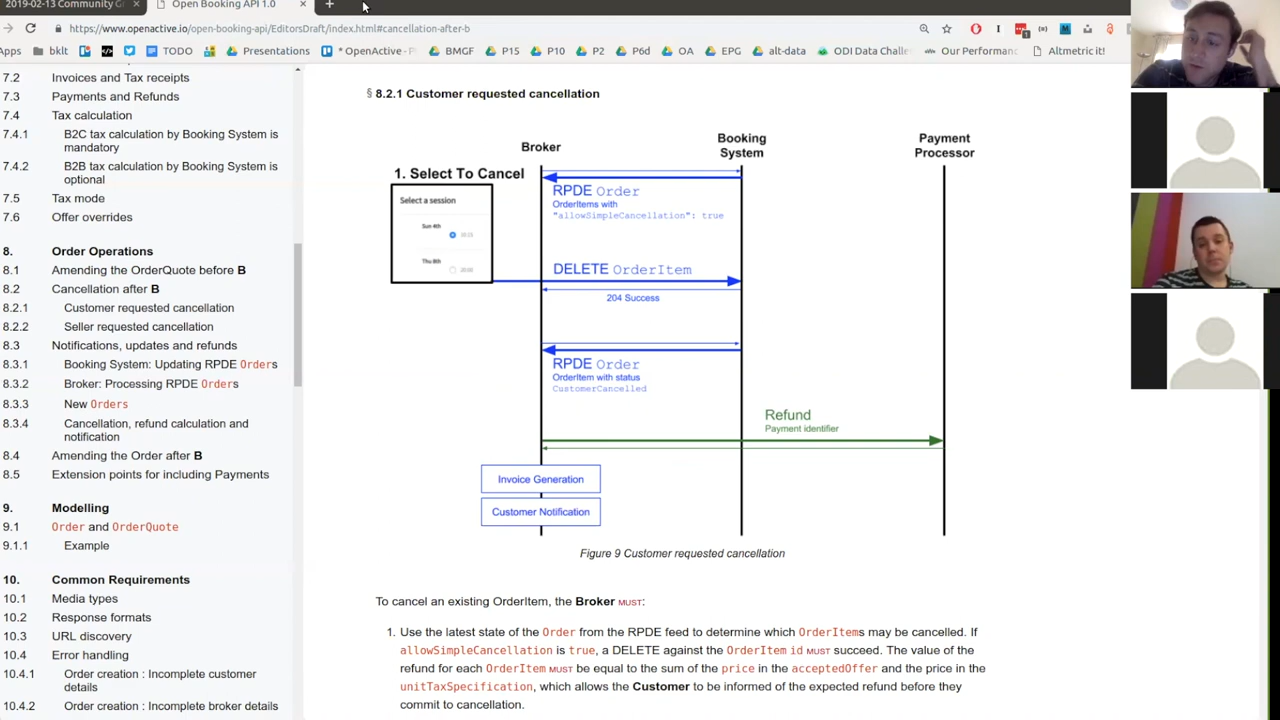 2019-02-13 Community G
Open Booking API 1.0
https://www.openactive.io/open-booking-api/EditorsDraft/index.html#cancellation-after-b
Apps
bklt
TODO
Presentations
* OpenActive - P
BMGF
P15
P10
P2
P6d
OA
EPG
alt-data
ODI Data Challe
Our Performanc
Altmetric it!
7.2 Invoices and Tax receipts
7.3 Payments and Refunds
7.4 Tax calculation
7.4.1 B2C tax calculation by Booking System is
mandatory
7.4.2 B2B tax calculation by Booking System is
optional
7.5 Tax mode
7.6 Offer overrides
8. Order Operations
8.1 Amending the OrderQuote before B
8.2 Cancellation after B
8.2.1 Customer requested cancellation
8.2.2 Seller requested cancellation
8.3 Notifications, updates and refunds
8.3.1 Booking System: Updating RPDE Orders
8.3.2 Broker: Processing RPDE Orders
8.3.3 New Orders
8.3.4 Cancellation, refund calculation and
notification
8.4 Amending the Order after B
8.5 Extension points for including Payments
9. Modelling
9.1 Order and OrderQuote
9.1.1 Example
10. Common Requirements
10.1 Media types
10.2 Response formats
10.3 URL discovery
10.4 Error handling
10.4.1 Order creation : Incomplete customer
details
10.4.2 Order creation : Incomplete broker details
§ 8.2.1 Customer requested cancellation
Broker
Booking
System
Payment
Processor
1. Select To Cancel
Select a session
Sun 4th
Thu 8th
20:00
RPDE Order
OrderItems with
"allowSimpleCancellation": true
DELETE OrderItem
204 Success
RPDE Order
OrderItem with status
CustomerCancelled
Refund
Payment identifier
Invoice Generation
Customer Notification
Figure 9 Customer requested cancellation
To cancel an existing OrderItem, the Broker MUST:
1. Use the latest state of the Order from the RPDE feed to determine which OrderItems may be cancelled. If
allowSimpleCancellation is true, a DELETE against the OrderItem id MUST succeed. The value of the
refund for each OrderItem MUST be equal to the sum of the price in the acceptedOffer and the price in the
unitTaxSpecification, which allows the Customer to be informed of the expected refund before they
commit to cancellation.